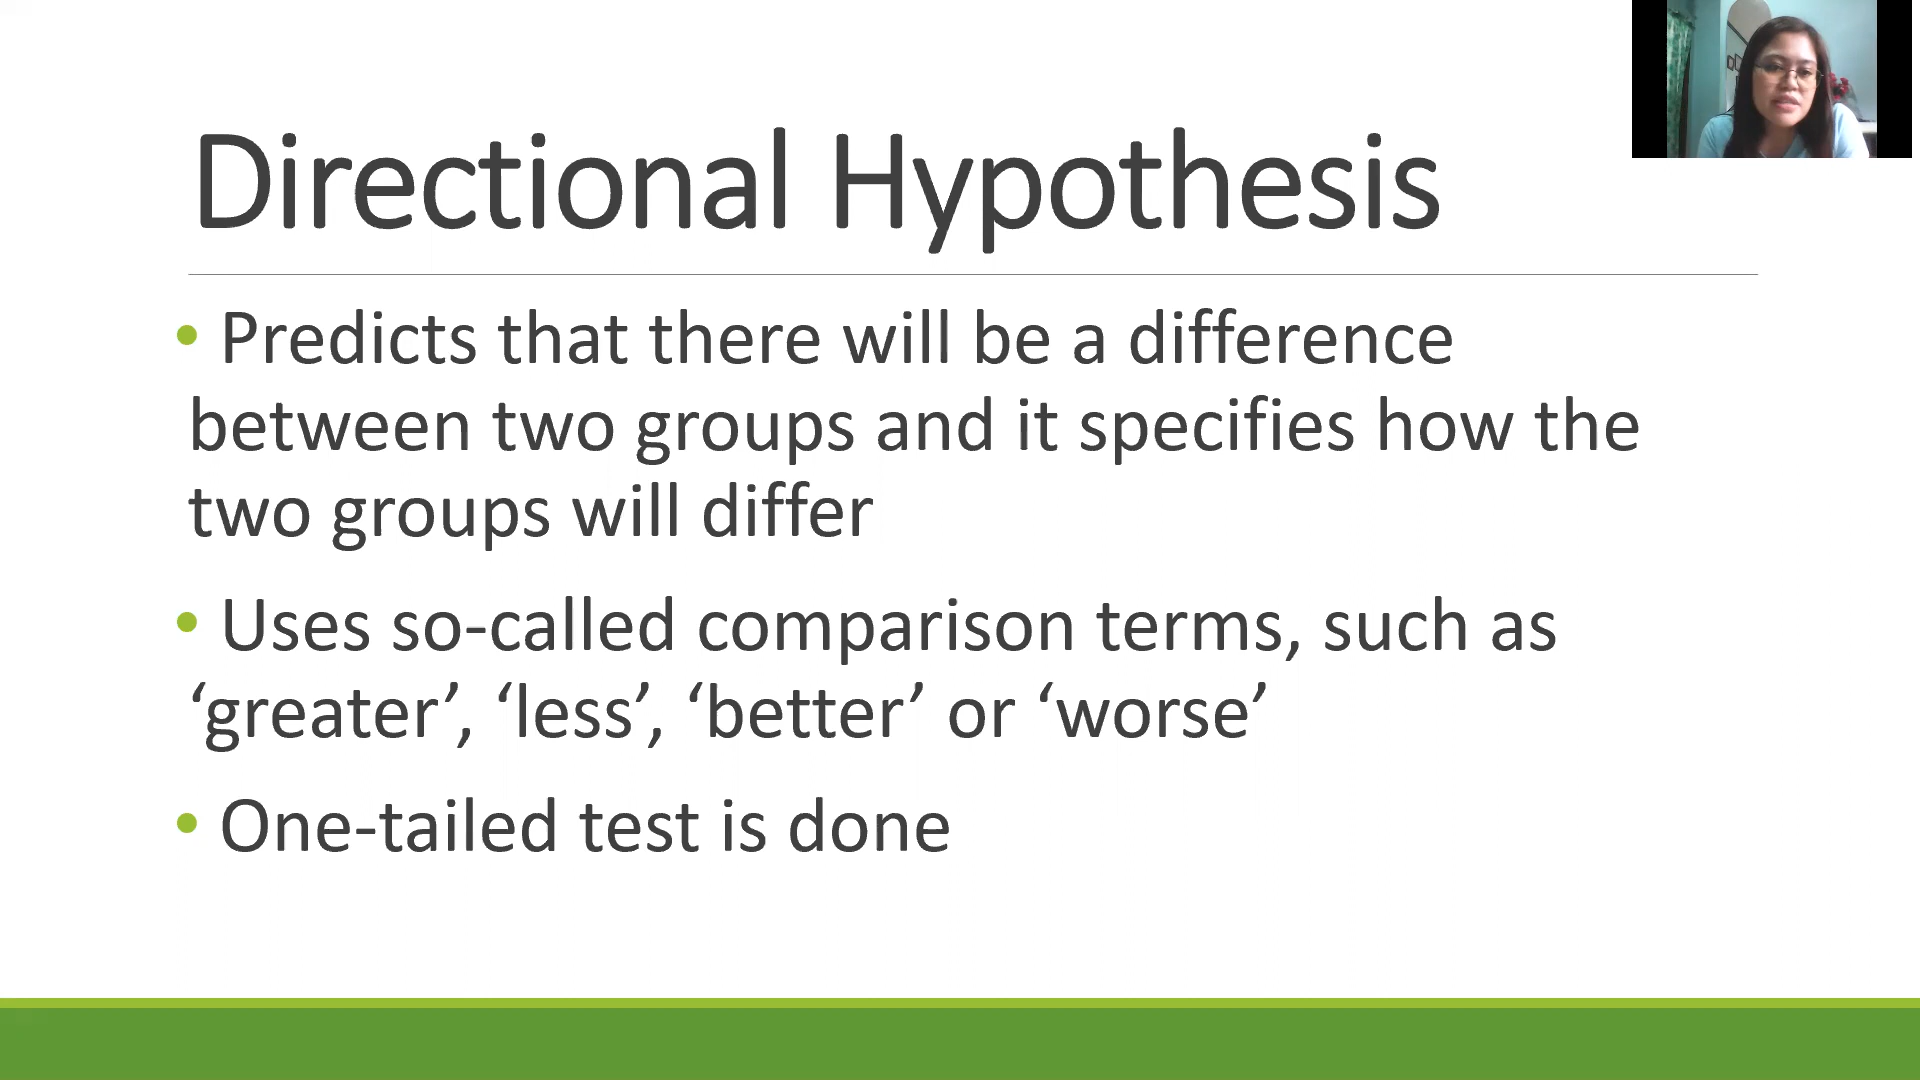 Directional Hypothesis
• Predicts that there will be a difference
between two groups and it specifies how the
two groups will differ
• Uses so-called comparison terms, such as
‘greater’, ‘less’, ‘better’ or ‘worse’
• One-tailed test is done